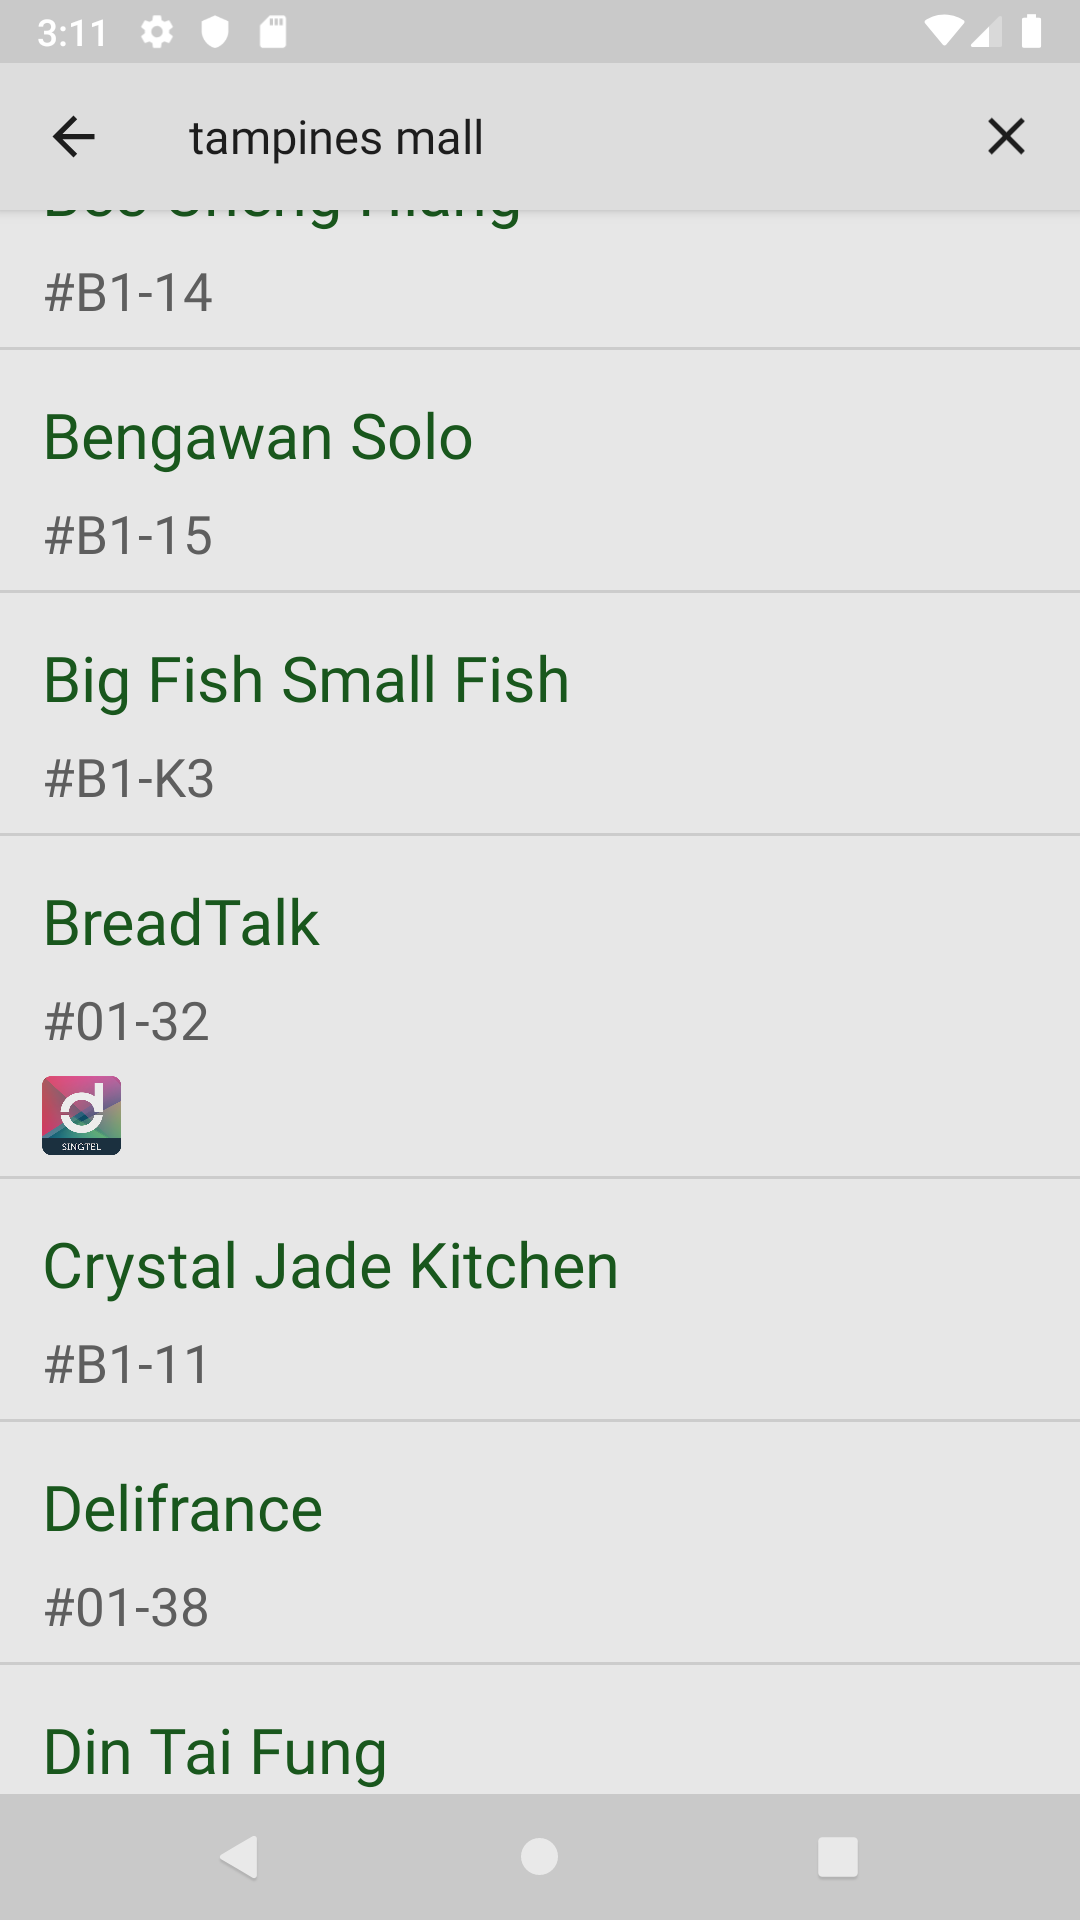 3:11
tampines mall
#B1-14
Bengawan Solo
#B1-15
Big Fish Small Fish
#B1-K3
BreadTalk
#01-32
d
SINGTEL
Crystal Jade Kitchen
#B1-11
Delifrance
#01-38
Din Tai Fung